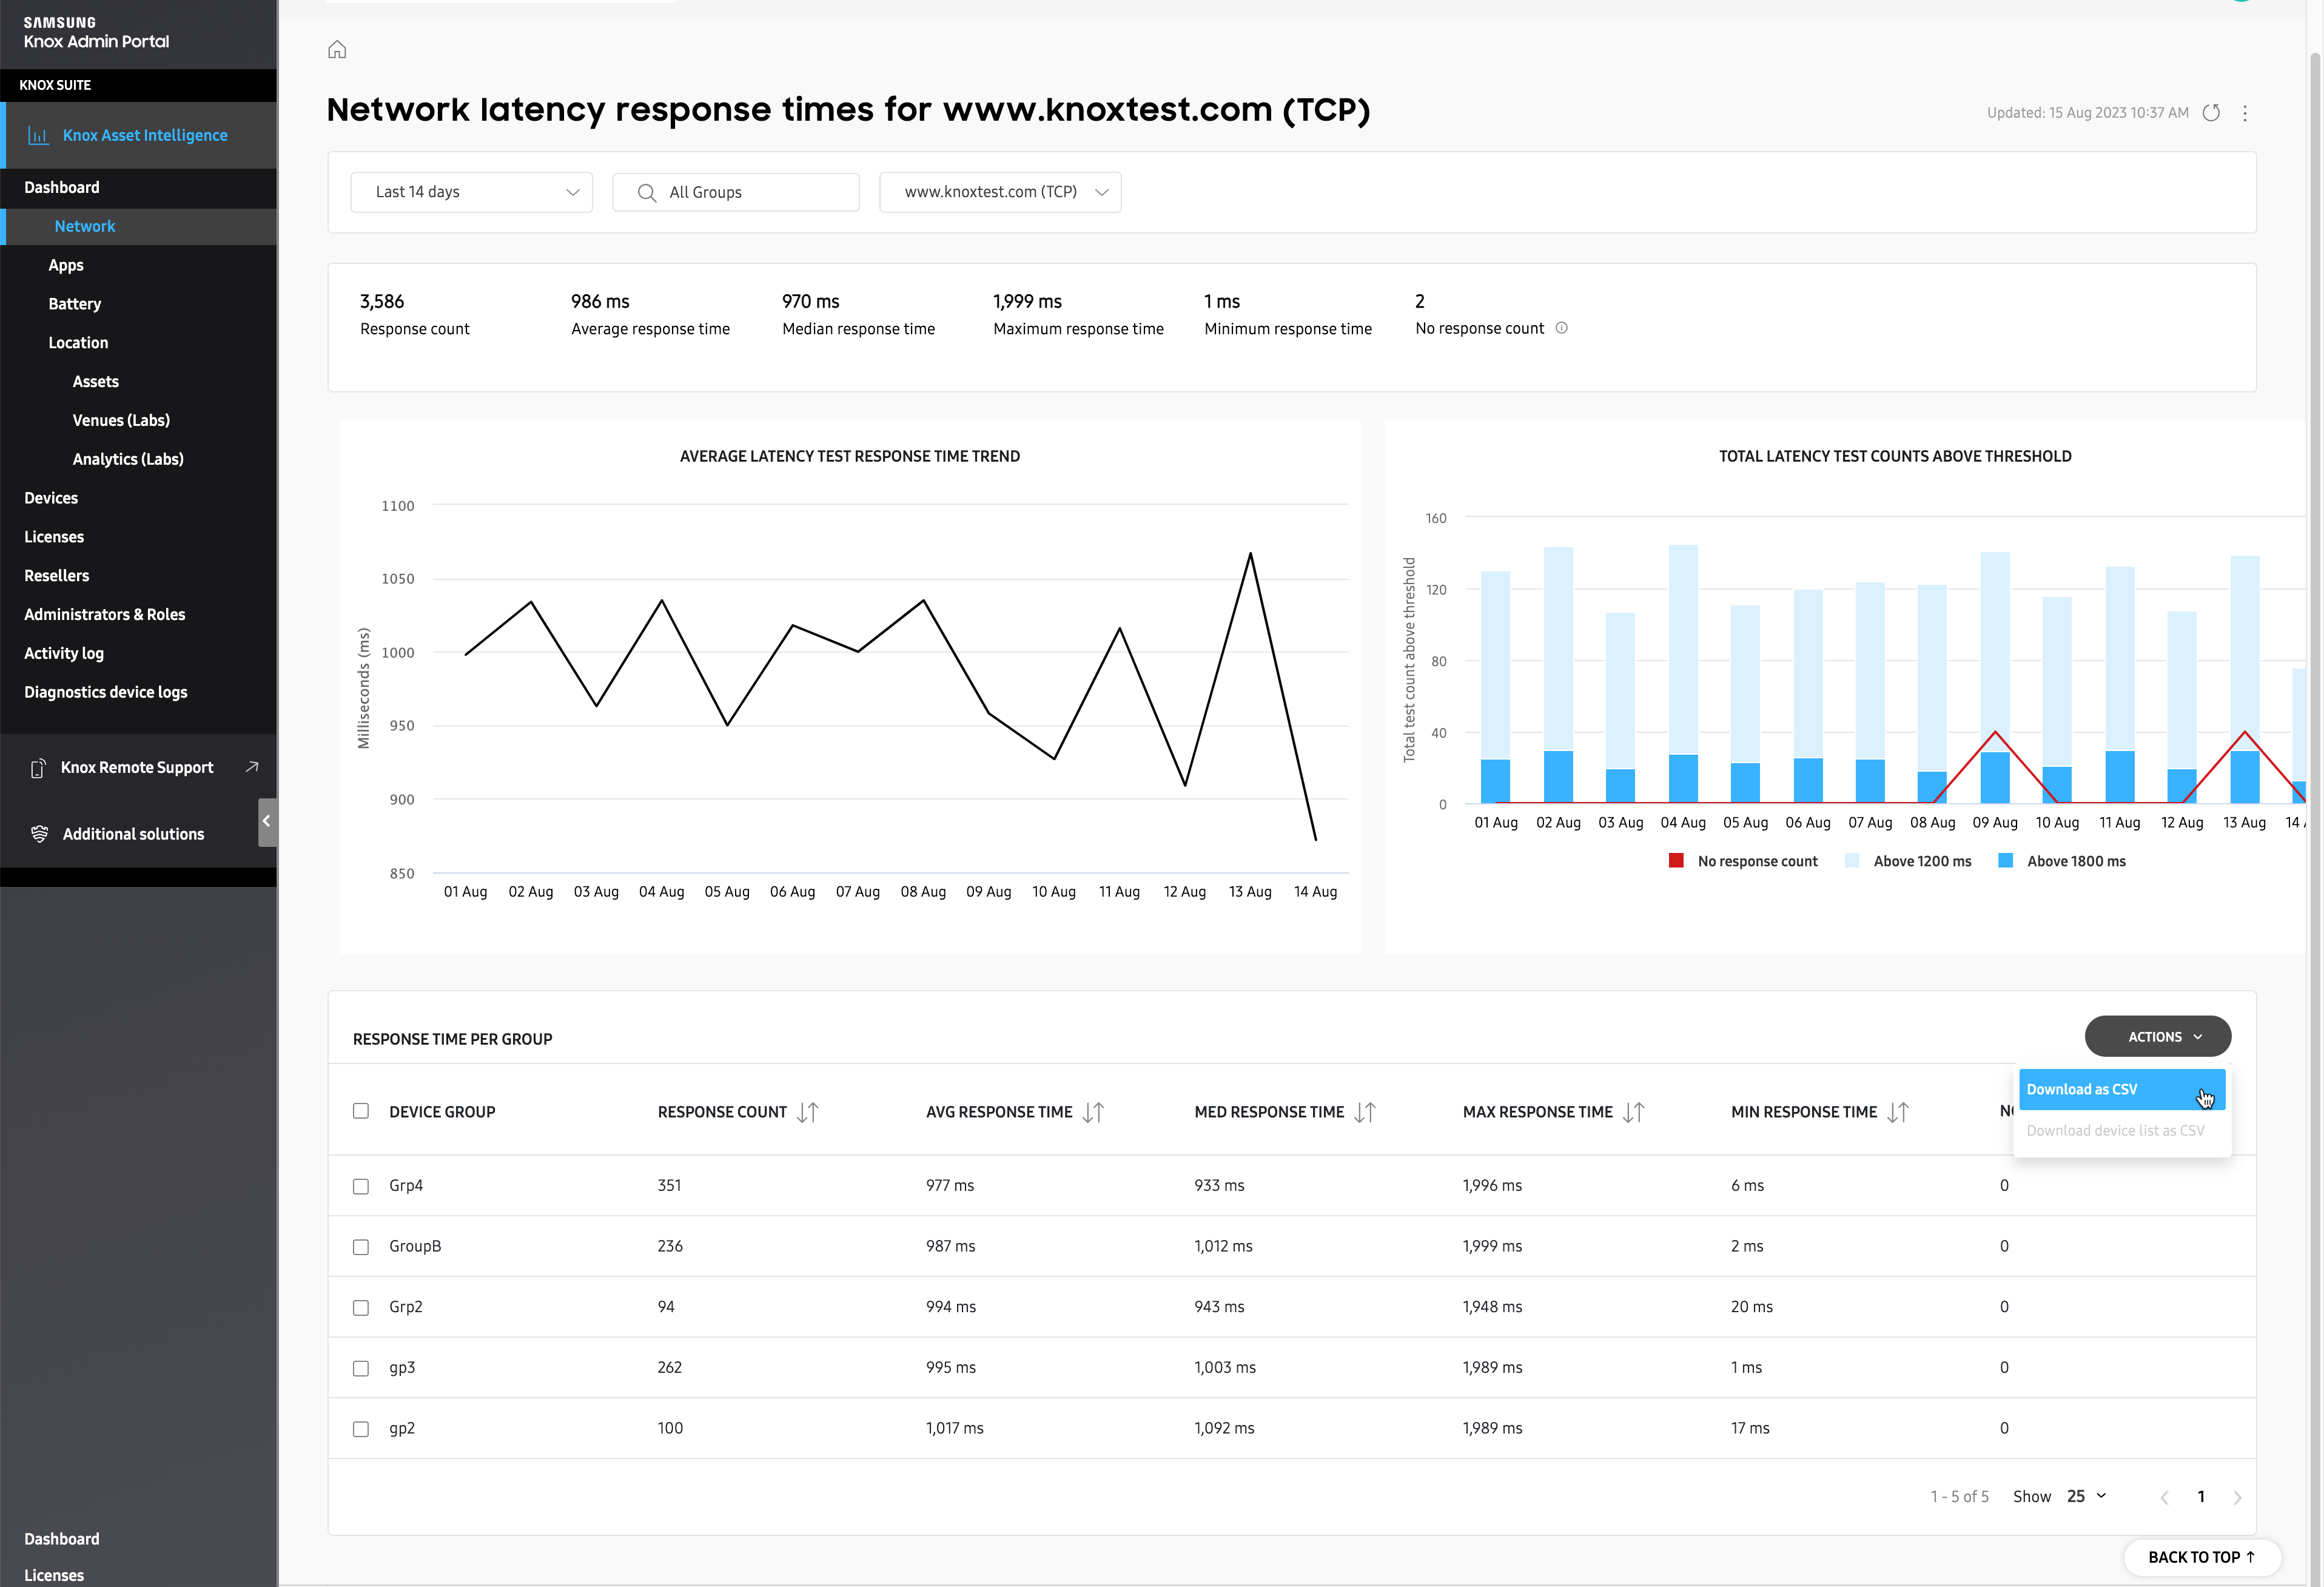 SAMSUNG
Knox Admin Portal
KNOX SUITE
Knox Asset Intelligence
Dashboard
Network
Apps
Battery
Location
Assets
Venues (Labs)
Analytics (Labs)
Devices
Licenses
Resellers
Administrators & Roles
Activity log
Diagnostics device logs
Knox Remote Support
Additional solutions
Dashboard
Licenses
Network latency response times for www.knoxtest.com (TCP)
Updated: 15 Aug 2023 10:37 AM
Last 14 days
All Groups
www.knoxtest.com (TCP)
3,586
Response count
986 ms
Average response time
970 ms
Median response time
1,999 ms
Maximum response time
1 ms
Minimum response time
2
No response count
AVERAGE LATENCY TEST RESPONSE TIME TREND
Milliseconds (ms)
1100
1050
1000
950
900
850
01 Aug 02 Aug 03 Aug 04 Aug 05 Aug 06 Aug 07 Aug 08 Aug 09 Aug 10 Aug 11 Aug 12 Aug 13 Aug 14 Aug
TOTAL LATENCY TEST COUNTS ABOVE THRESHOLD
Total test count above threshold
160
120
80
40
0
01 Aug 02 Aug 03 Aug 04 Aug 05 Aug 06 Aug 07 Aug 08 Aug 09 Aug 10 Aug 11 Aug 12 Aug 13 Aug 14
No response count Above 1200 ms Above 1800 ms
RESPONSE TIME PER GROUP
ACTIONS
Download as CSV
Download device list as CSV
DEVICE GROUP RESPONSE COUNT AVG RESPONSE TIME MED RESPONSE TIME MAX RESPONSE TIME MIN RESPONSE TIME
Grp4 351 977 ms 933 ms 1,996 ms 6 ms 0
GroupB 236 987 ms 1,012 ms 1,999 ms 2 ms 0
Grp2 94 994 ms 943 ms 1,948 ms 20 ms 0
gp3 262 995 ms 1,003 ms 1,989 ms 1 ms 0
gp2 100 1,017 ms 1,092 ms 1,989 ms 17 ms 0
1 - 5 of 5 Show 25 1
BACK TO TOP ↑